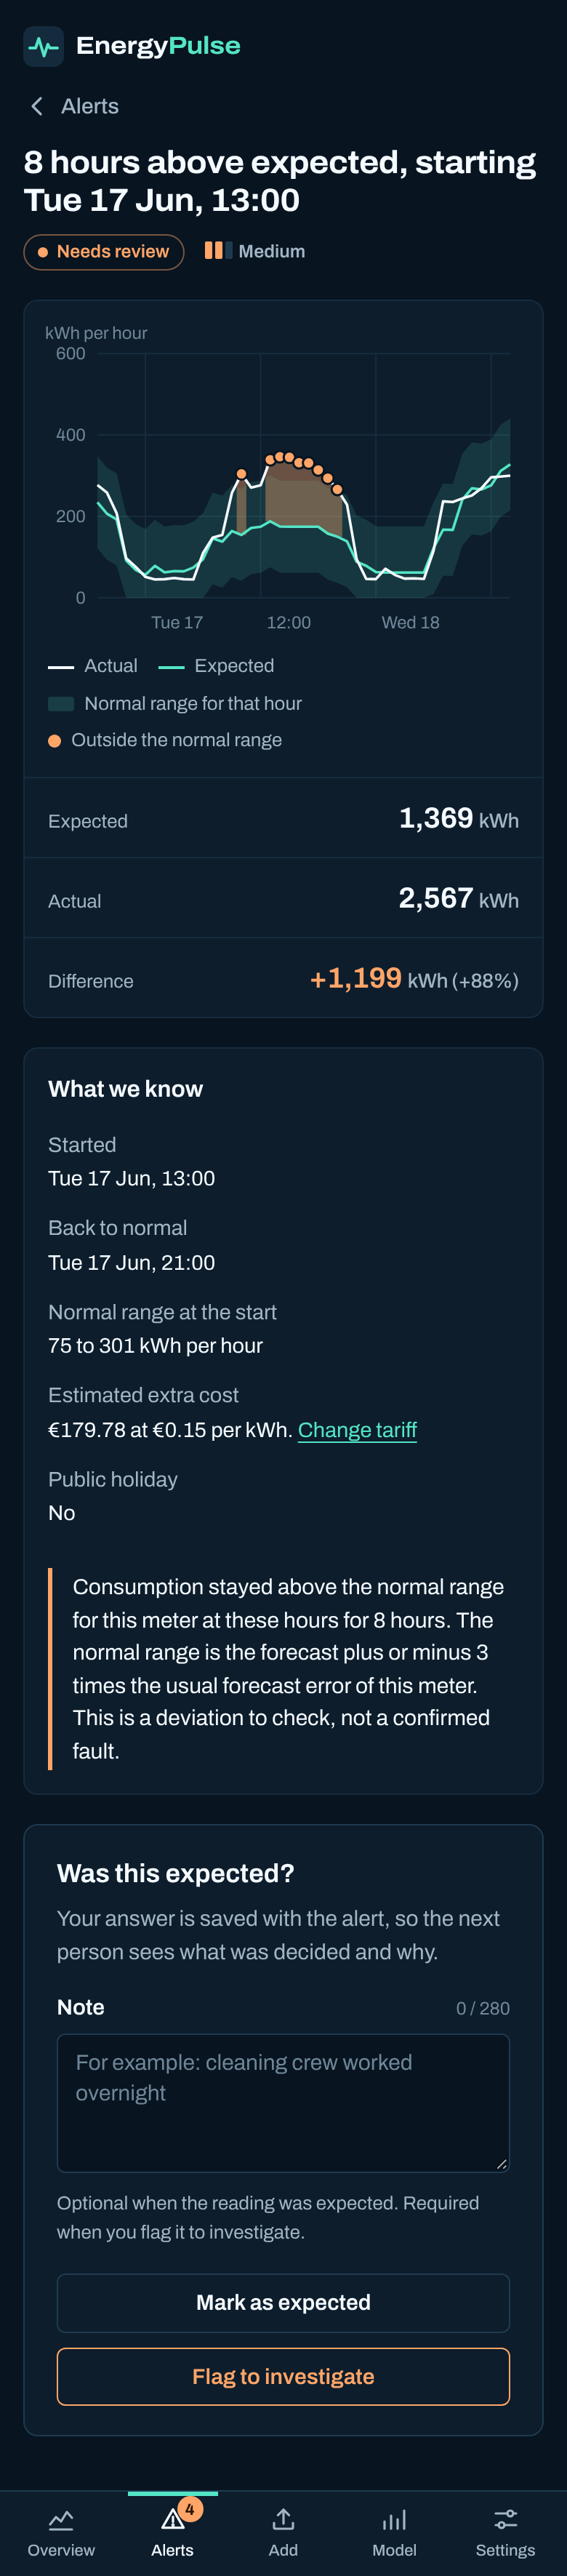 EnergyPulse
Alerts
8 hours above expected, starting
Tue 17 Jun, 13:00
Needs review
Medium
kWh per hour
600
400
200
0
Tue 17
12:00
Wed 18
Actual
Expected
Normal range for that hour
Outside the normal range
Expected
1,369 kWh
Actual
2,567 kWh
Difference
+1,199 kWh (+88%)
What we know
Started
Tue 17 Jun, 13:00
Back to normal
Tue 17 Jun, 21:00
Normal range at the start
75 to 301 kWh per hour
Estimated extra cost
€179.78 at €0.15 per kWh. Change tariff
Public holiday
No
Consumption stayed above the normal range
for this meter at these hours for 8 hours. The
normal range is the forecast plus or minus 3
times the usual forecast error of this meter.
This is a deviation to check, not a confirmed
fault.
Was this expected?
Your answer is saved with the alert, so the next
person sees what was decided and why.
Note
0 / 280
For example: cleaning crew worked
overnight
Optional when the reading was expected. Required
when you flag it to investigate.
Mark as expected
Flag to investigate
4
Overview
Alerts
Add
Model
Settings